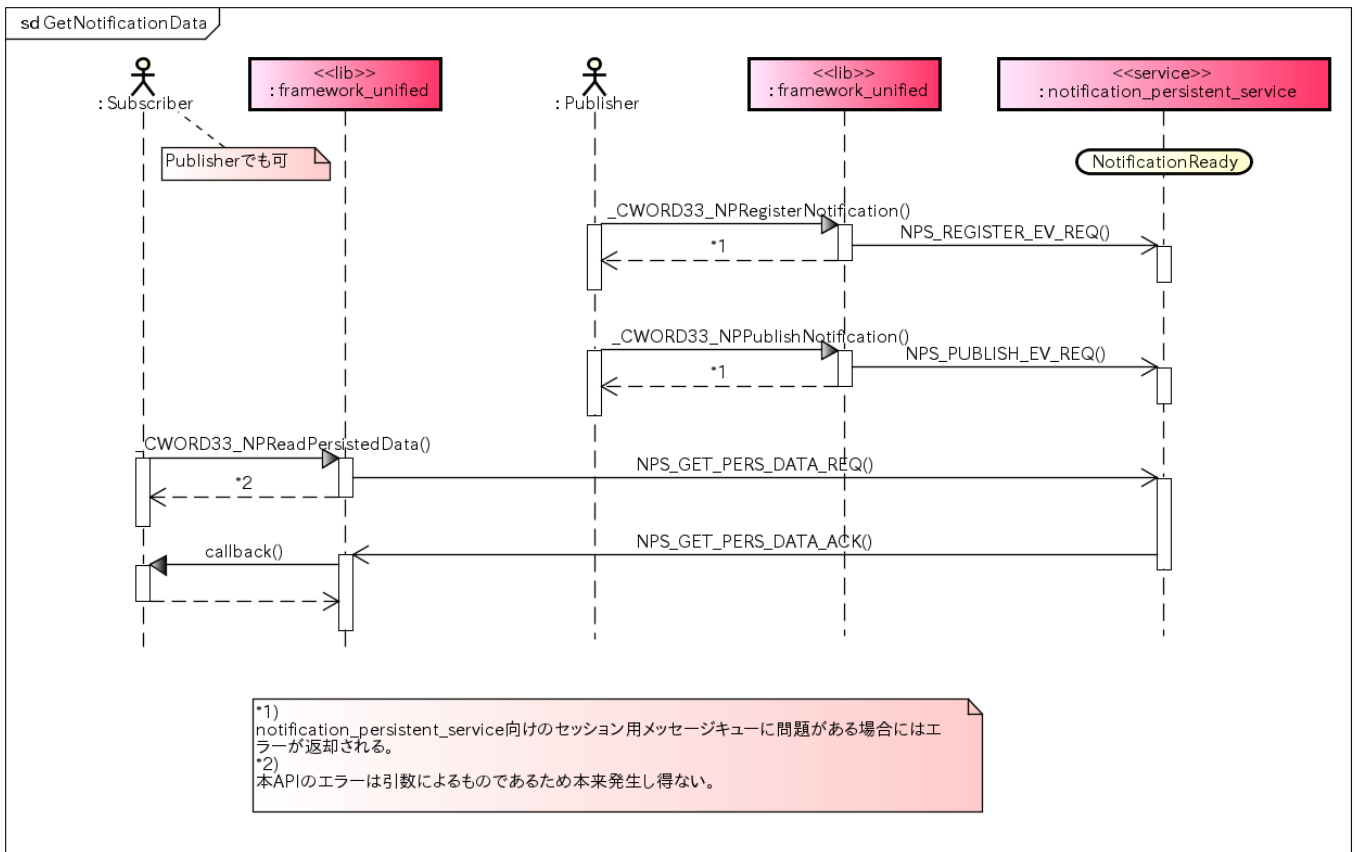 sd GetNotificationData
<<lib>>
<<lib>>
<<service>>
: Subscriber
: framework_unified
: Publisher
: framework_unified
: notification_persistent_service
Publisherでも可
NotificationReady
_CWORD33_NPRegisterNotification()
NPS_REGISTER_EV_REQ()
*1
_CWORD33_NPPublishNotification()
NPS_PUBLISH_EV_REQ()
*1
_CWORD33_NPReadPersistedData()
NPS_GET_PERS_DATA_REQ()
*2
NPS_GET_PERS_DATA_ACK()
callback()
*1)
notification_persistent_service向けのセッション用メッセージキューに問題がある場合にはエ
ラーが返却される。
*2)
本APIのエラーは引数によるものであるため本来発生し得ない。